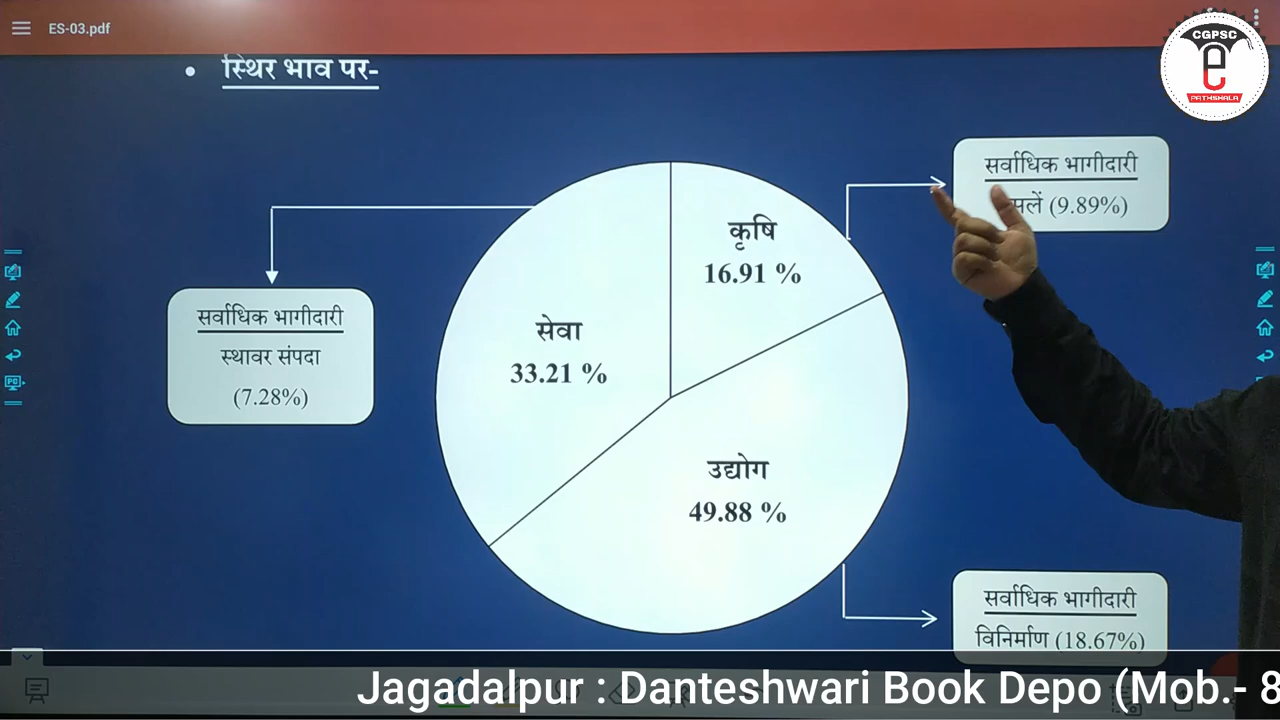 ES-03.pdf
CGPSC
PATHSHALA
स्थिर भाव पर-
सर्वाधिक भागीदारी
(9.89%)
कृषि
16.91 %
सेवा
33.21 %
सर्वाधिक भागीदारी
स्थावर संपदा
(7.28%)
उद्योग
49.88 %
सर्वाधिक भागीदारी
विनिर्माण (18.67%)
Jagadalpur : Danteshwari Book Depo (Mob.- 8